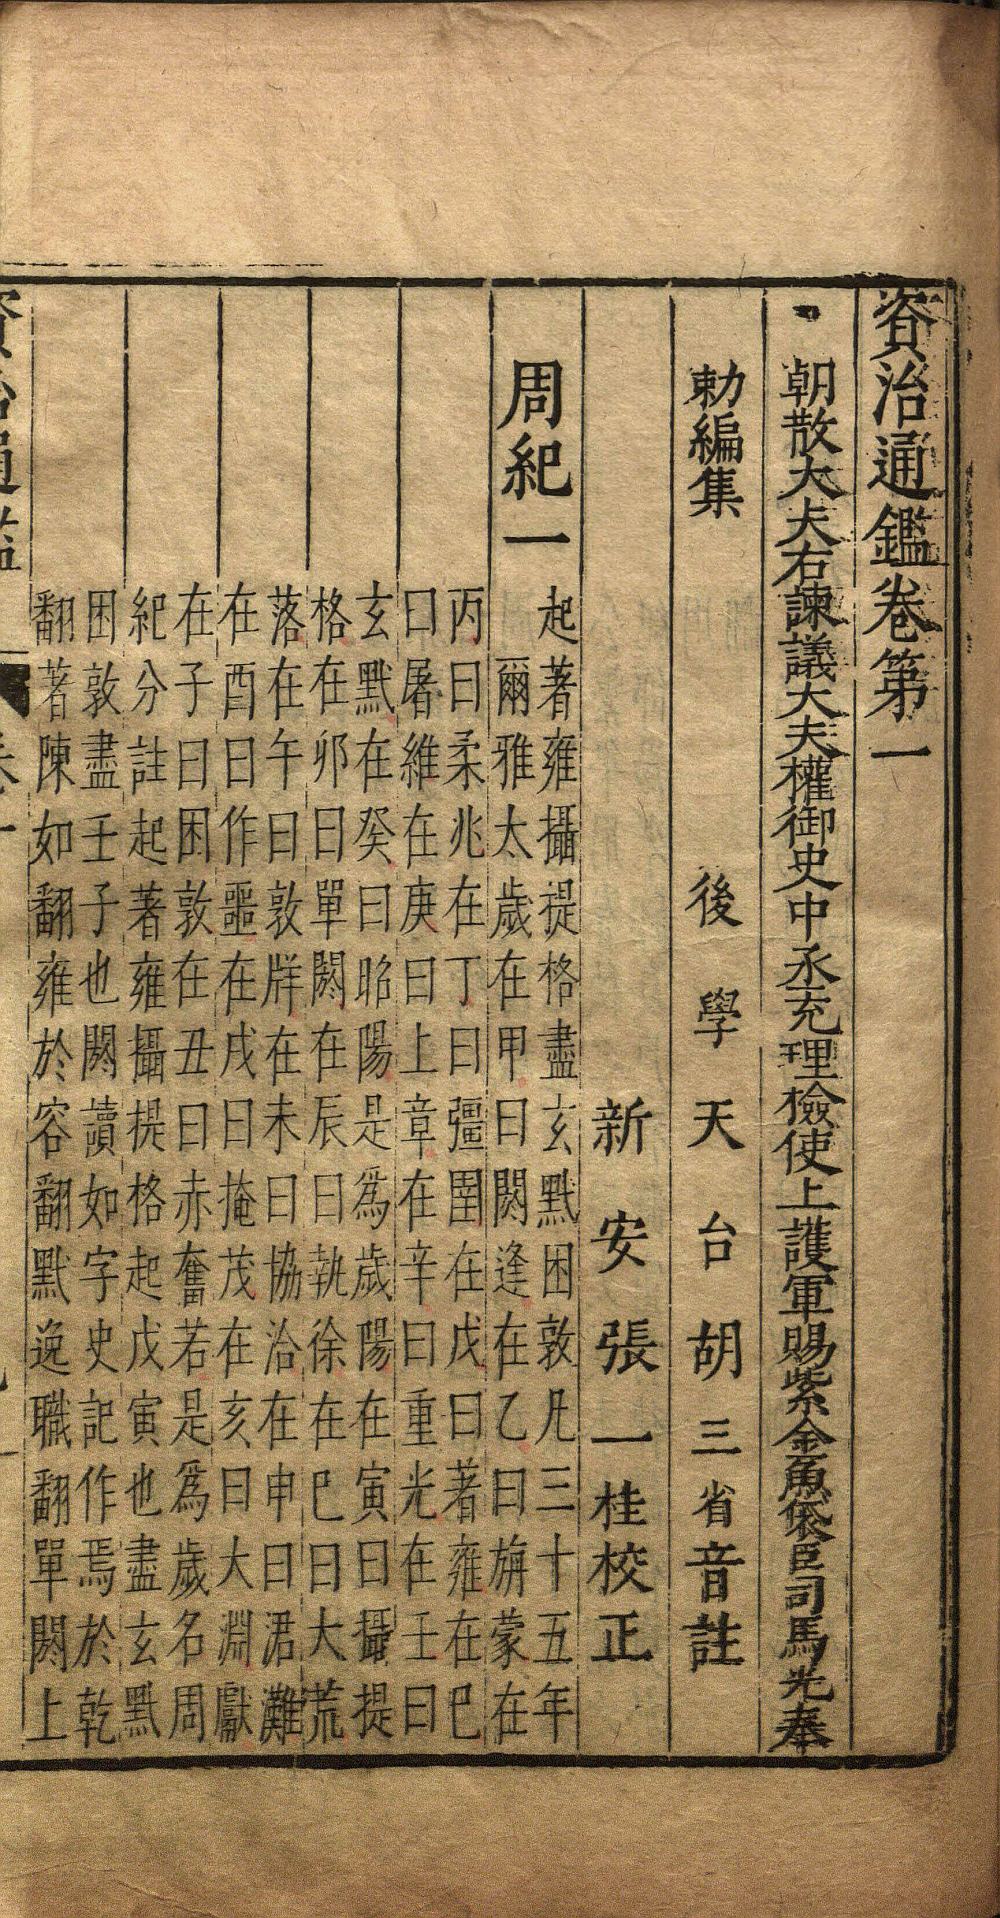 資治通鑑卷第一
朝散大夫右諫議大夫權御史中丞充理檢使上護軍賜紫金魚袋臣司馬光奉
勅編集
後學天台胡三省音註
新安張一桂校正
周紀一
起著雍攝提格盡玄黓困敦凡三十五年
爾雅太歲在甲曰閼逢在乙曰旃蒙在
丙曰柔兆在丁曰彊圉在戊曰著雍在巳
曰屠維在庚曰上章在辛曰重光在壬曰
玄黓在癸曰昭陽是爲歲陽在寅曰攝提
格在卯曰單閼在辰曰執徐在巳曰大荒
落在午曰敦牂在未曰協洽在申曰涒灘
在酉曰作噩在戌曰掩茂在亥曰大淵獻
在子曰困敦在丑曰赤奮若是爲歲名周
紀分註起著雍攝提格起戊寅也盡玄黓
困敦盡壬子也閼讀如字史記作焉於乾
翻著陳如翻雍於容翻黓逸職翻單閼上